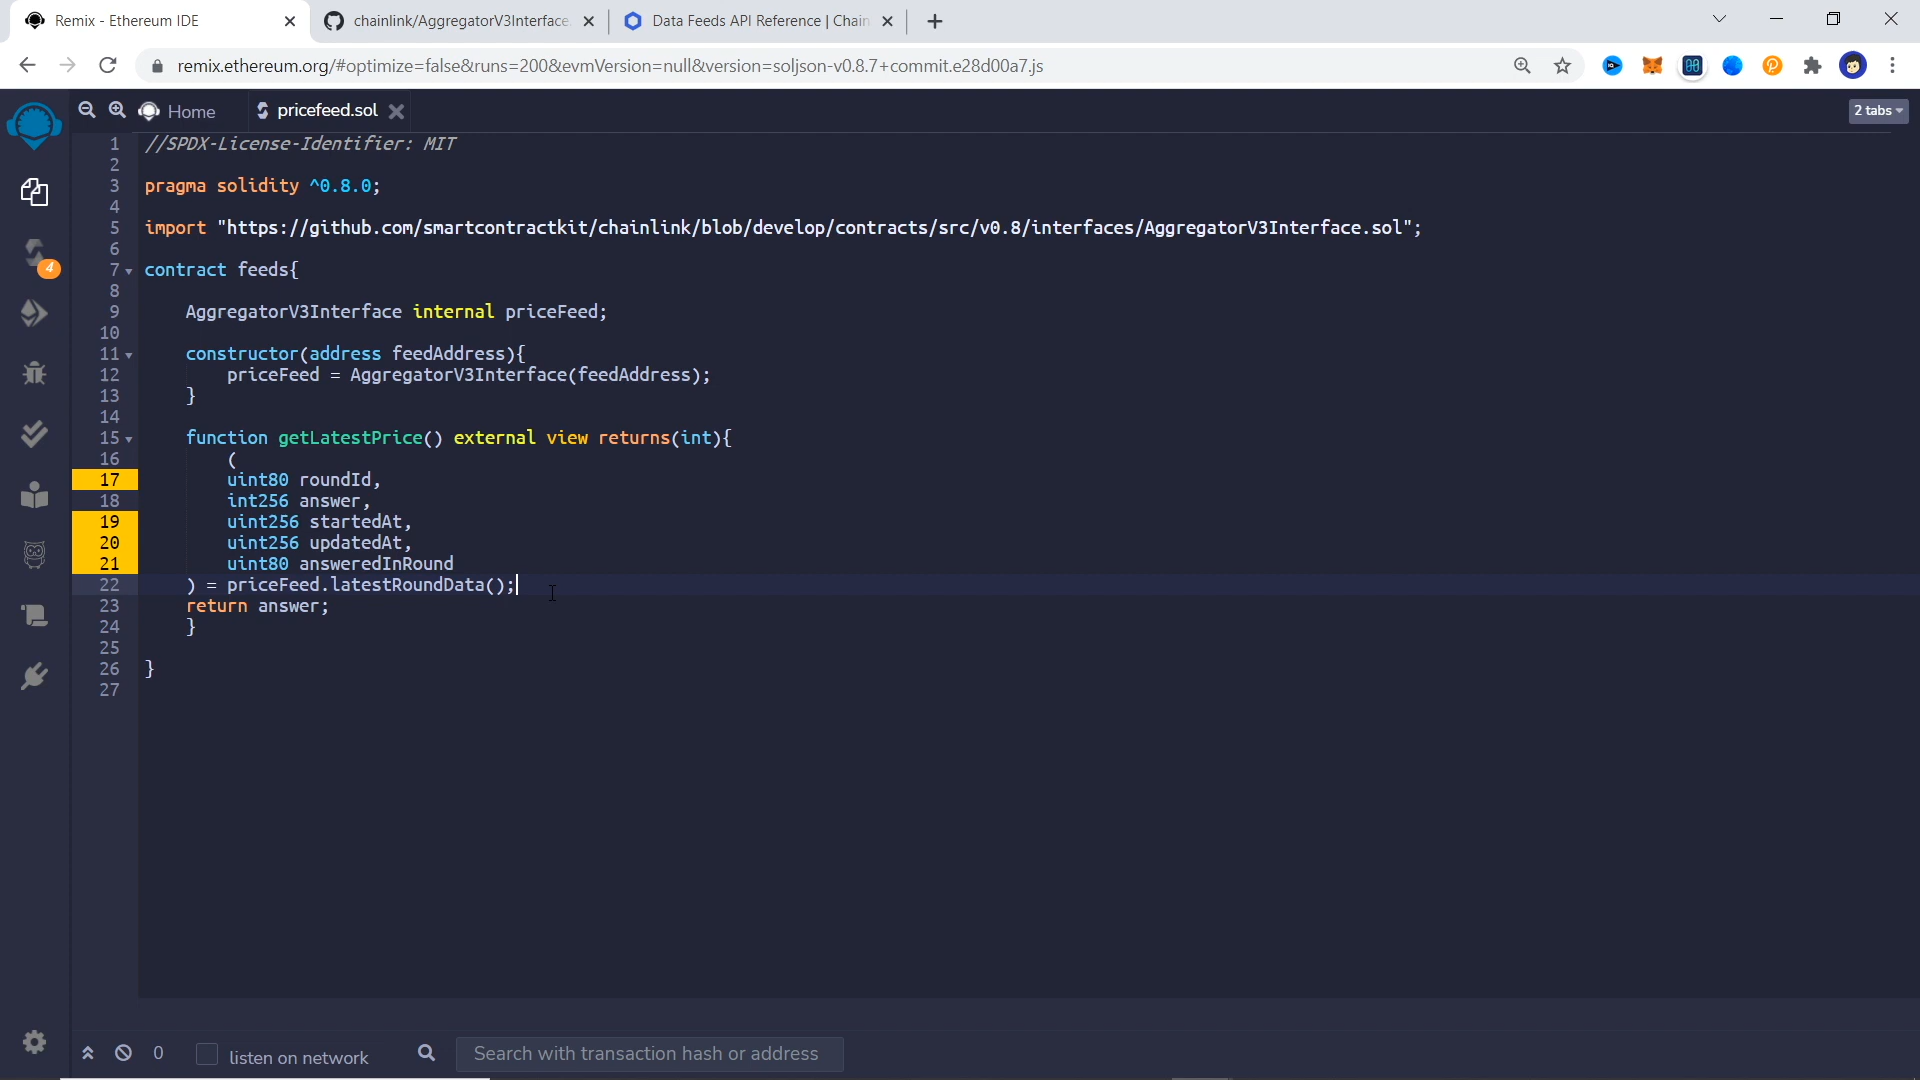 Remix - Ethereum IDE
chainlink/AggregatorV3Interface.
Data Feeds API Reference | Chain
remix.ethereum.org/#optimize=false&runs=200&evmVersion=null&version=soljson-v0.8.7+commit.e28d00a7.js
Home
pricefeed.sol
2 tabs
1 //SPDX-License-Identifier: MIT
2
3 pragma solidity ^0.8.0;
4
5 import "https://github.com/smartcontractkit/chainlink/blob/develop/contracts/src/v0.8/interfaces/AggregatorV3Interface.sol";
6
7 contract feeds{
8
9 AggregatorV3Interface internal priceFeed;
10
11 constructor(address feedAddress){
12 priceFeed = AggregatorV3Interface(feedAddress);
13 }
14
15 function getLatestPrice() external view returns(int){
16 (
17 uint80 roundId,
18 int256 answer,
19 uint256 startedAt,
20 uint256 updatedAt,
21 uint80 answeredInRound
22 ) = priceFeed.latestRoundData();
23 return answer;
24 }
25
26 }
27
4
0
listen on network
Search with transaction hash or address